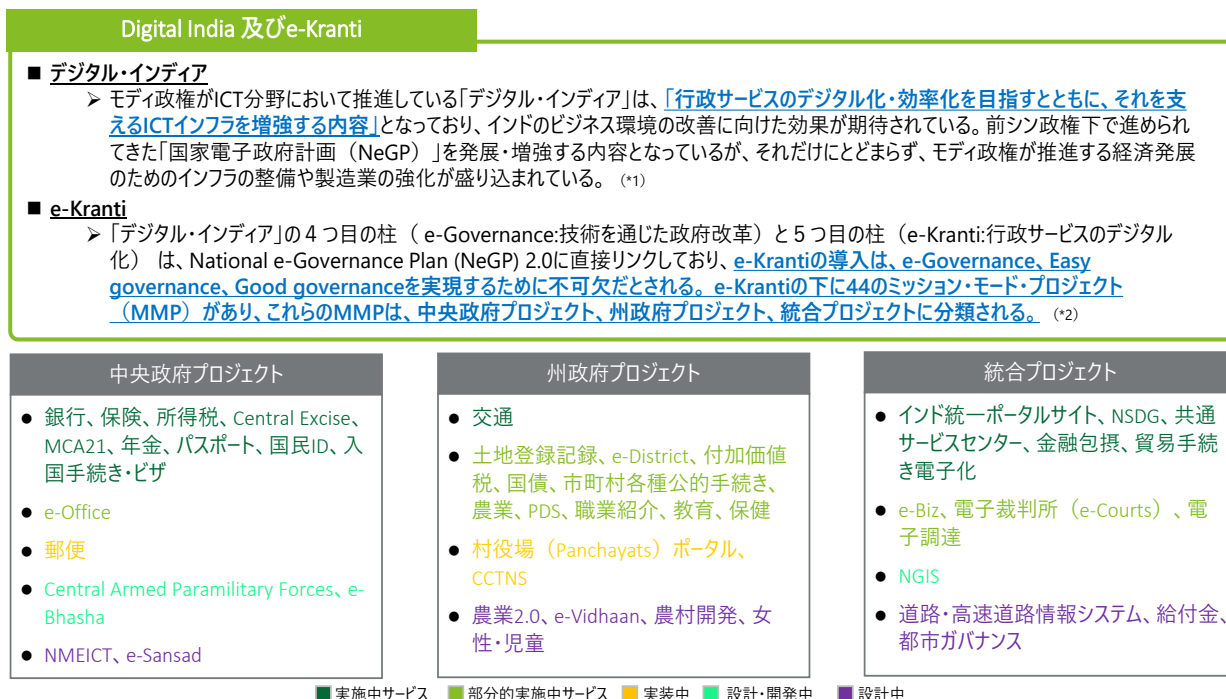 Digital India 及びe-Kranti
■ デジタル・インディア
➢ モディ政権がICT分野において推進している「デジタル・インディア」は、「行政サービスのデジタル化・効率化を目指すとともに、それを支
えるICTインフラを増強する内容」となっており、インドのビジネス環境の改善に向けた効果が期待されている。前シン政権下で進められ
てきた「国家電子政府計画（NeGP）」を発展・増強する内容となっているが、それだけにとどまらず、モディ政権が推進する経済発展
のためのインフラの整備や製造業の強化が盛り込まれている。 (*1)
■ e-Kranti
➢ 「デジタル・インディア」の４つ目の柱（ e-Governance:技術を通じた政府改革）と５つ目の柱（e-Kranti:行政サービスのデジタル
化） は、National e-Governance Plan (NeGP) 2.0に直接リンクしており、e-Krantiの導入は、e-Governance、Easy
governance、Good governanceを実現するために不可欠だとされる。e-Krantiの下に44のミッション・モード・プロジェクト
（MMP）があり、これらのMMPは、中央政府プロジェクト、州政府プロジェクト、統合プロジェクトに分類される。 (*2)
中央政府プロジェクト
● 銀行、保険、所得税、Central Excise、
MCA21、年金、パスポート、国民ID、入
国手続き・ビザ
● e-Office
● 郵便
● Central Armed Paramilitary Forces、e-
Bhasha
● NMEICT、e-Sansad
州政府プロジェクト
● 交通
● 土地登録記録、e-District、付加価値
税、国債、市町村各種公的手続き、
農業、PDS、職業紹介、教育、保健
● 村役場（Panchayats）ポータル、
CCTNS
● 農業2.0、e-Vidhaan、農村開発、女
性・児童
統合プロジェクト
● インド統一ポータルサイト、NSDG、共通
サービスセンター、金融包摂、貿易手続
き電子化
● e-Biz、電子裁判所（e-Courts）、電
子調達
● NGIS
● 道路・高速道路情報システム、給付金、
都市ガバナンス
■実施中サービス ■部分的実施中サービス ■実装中 ■設計・開発中 ■設計中